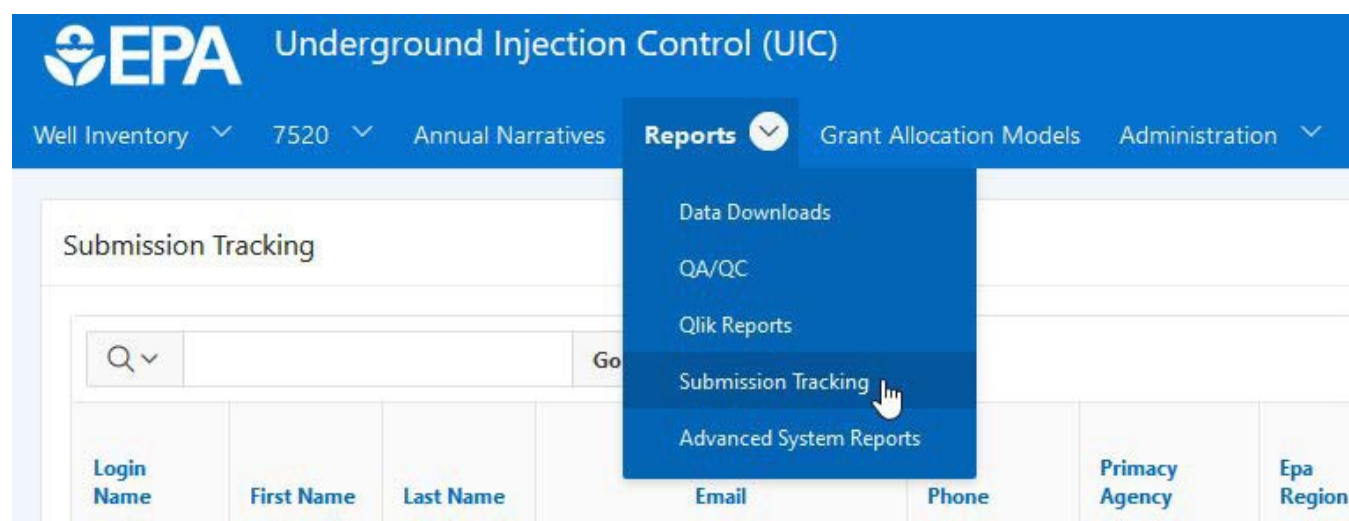 EPA Underground Injection Control (UIC)
Well Inventory 7520 Annual Narratives Reports Grant Allocation Models Administration
Data Downloads
Submission Tracking
QA/QC
Qlik Reports
Go
Submission Tracking
Advanced System Reports
Login Name First Name Last Name Email Phone Primacy Agency Epa Region